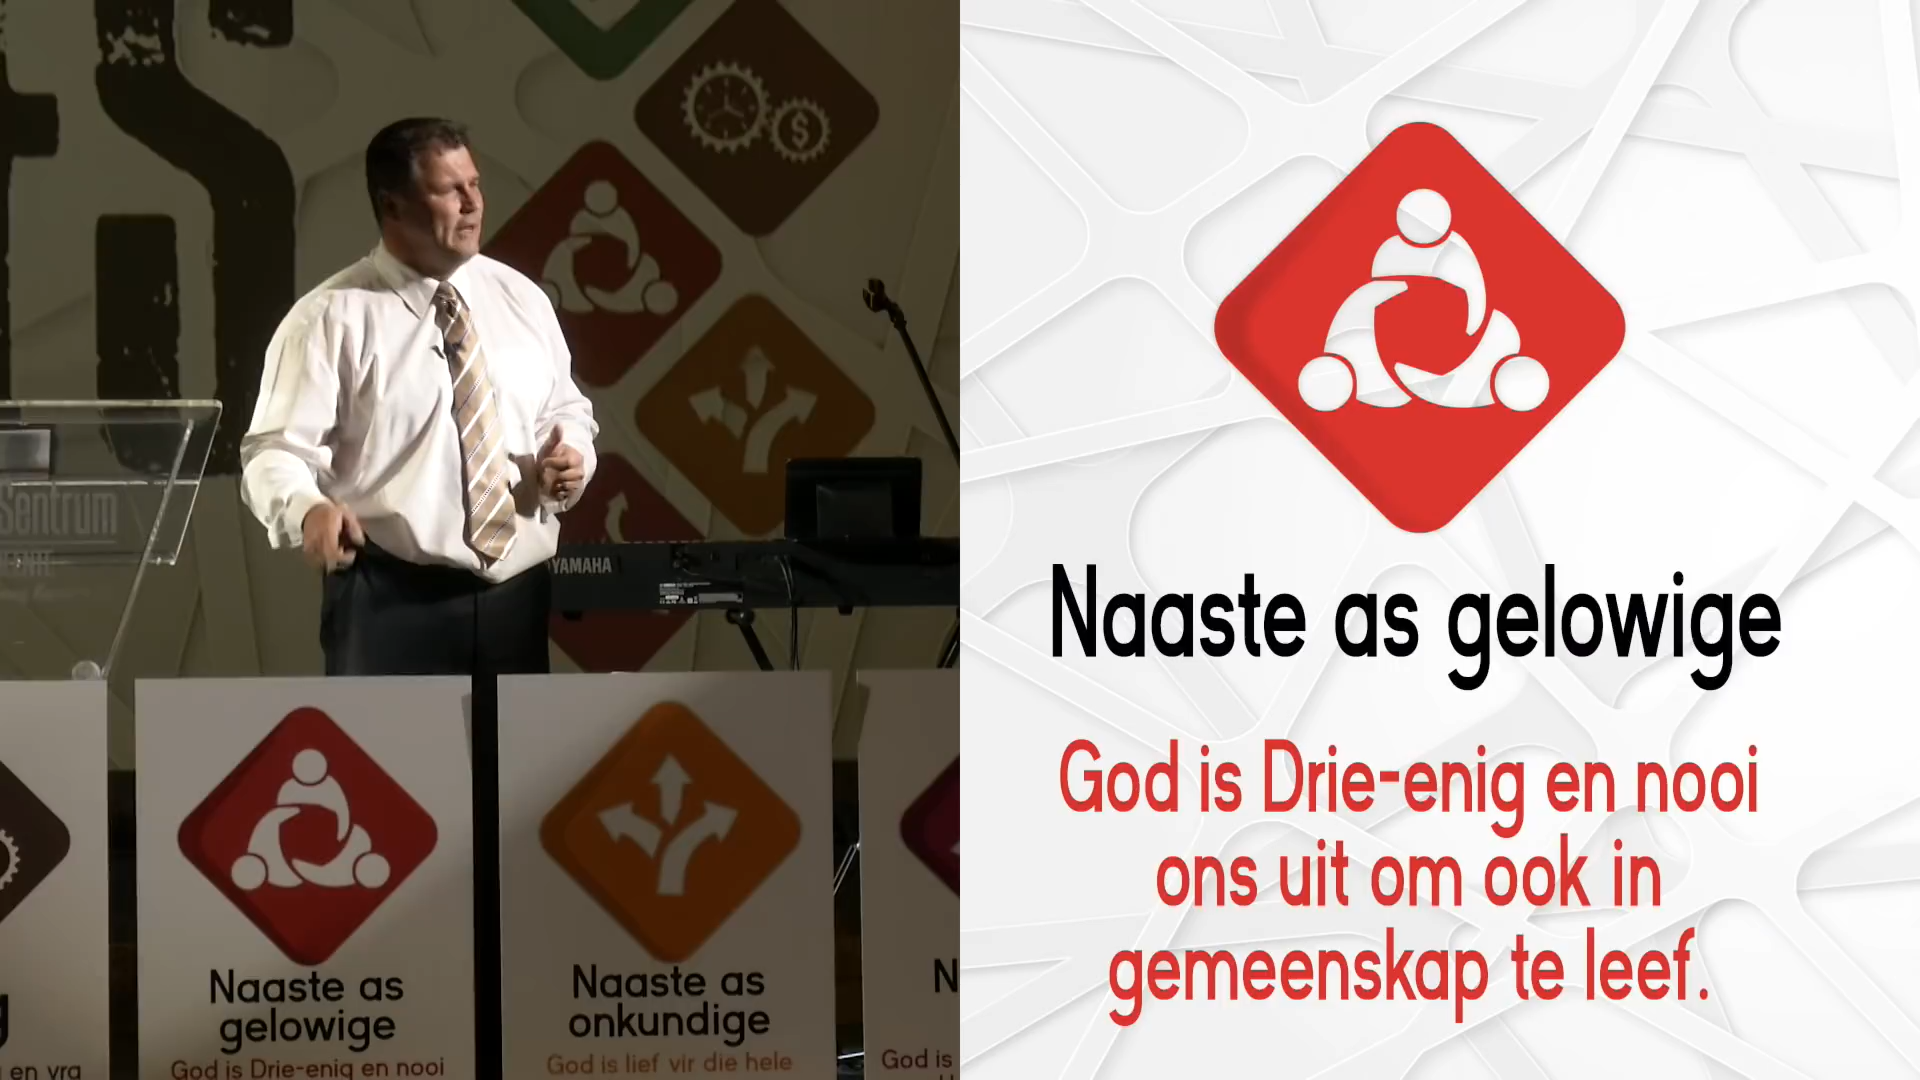 Sentrum
YAMAHA
Naaste as
gelowige
God is Drie-enig en nooi
Naaste as
onkundige
God is lief vir die hele
en vra
N
God is
Naaste as gelowige
God is Drie-enig en nooi
ons uit om ook in
gemeenskap te leef.